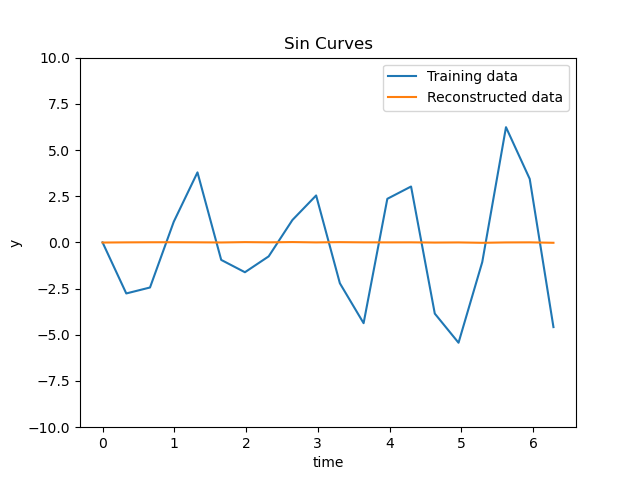 Sin Curves
Training data
Reconstructed data
10.0
7.5
5.0
2.5
0.0
−2.5
−5.0
−7.5
−10.0
y
0 1 2 3 4 5 6
time